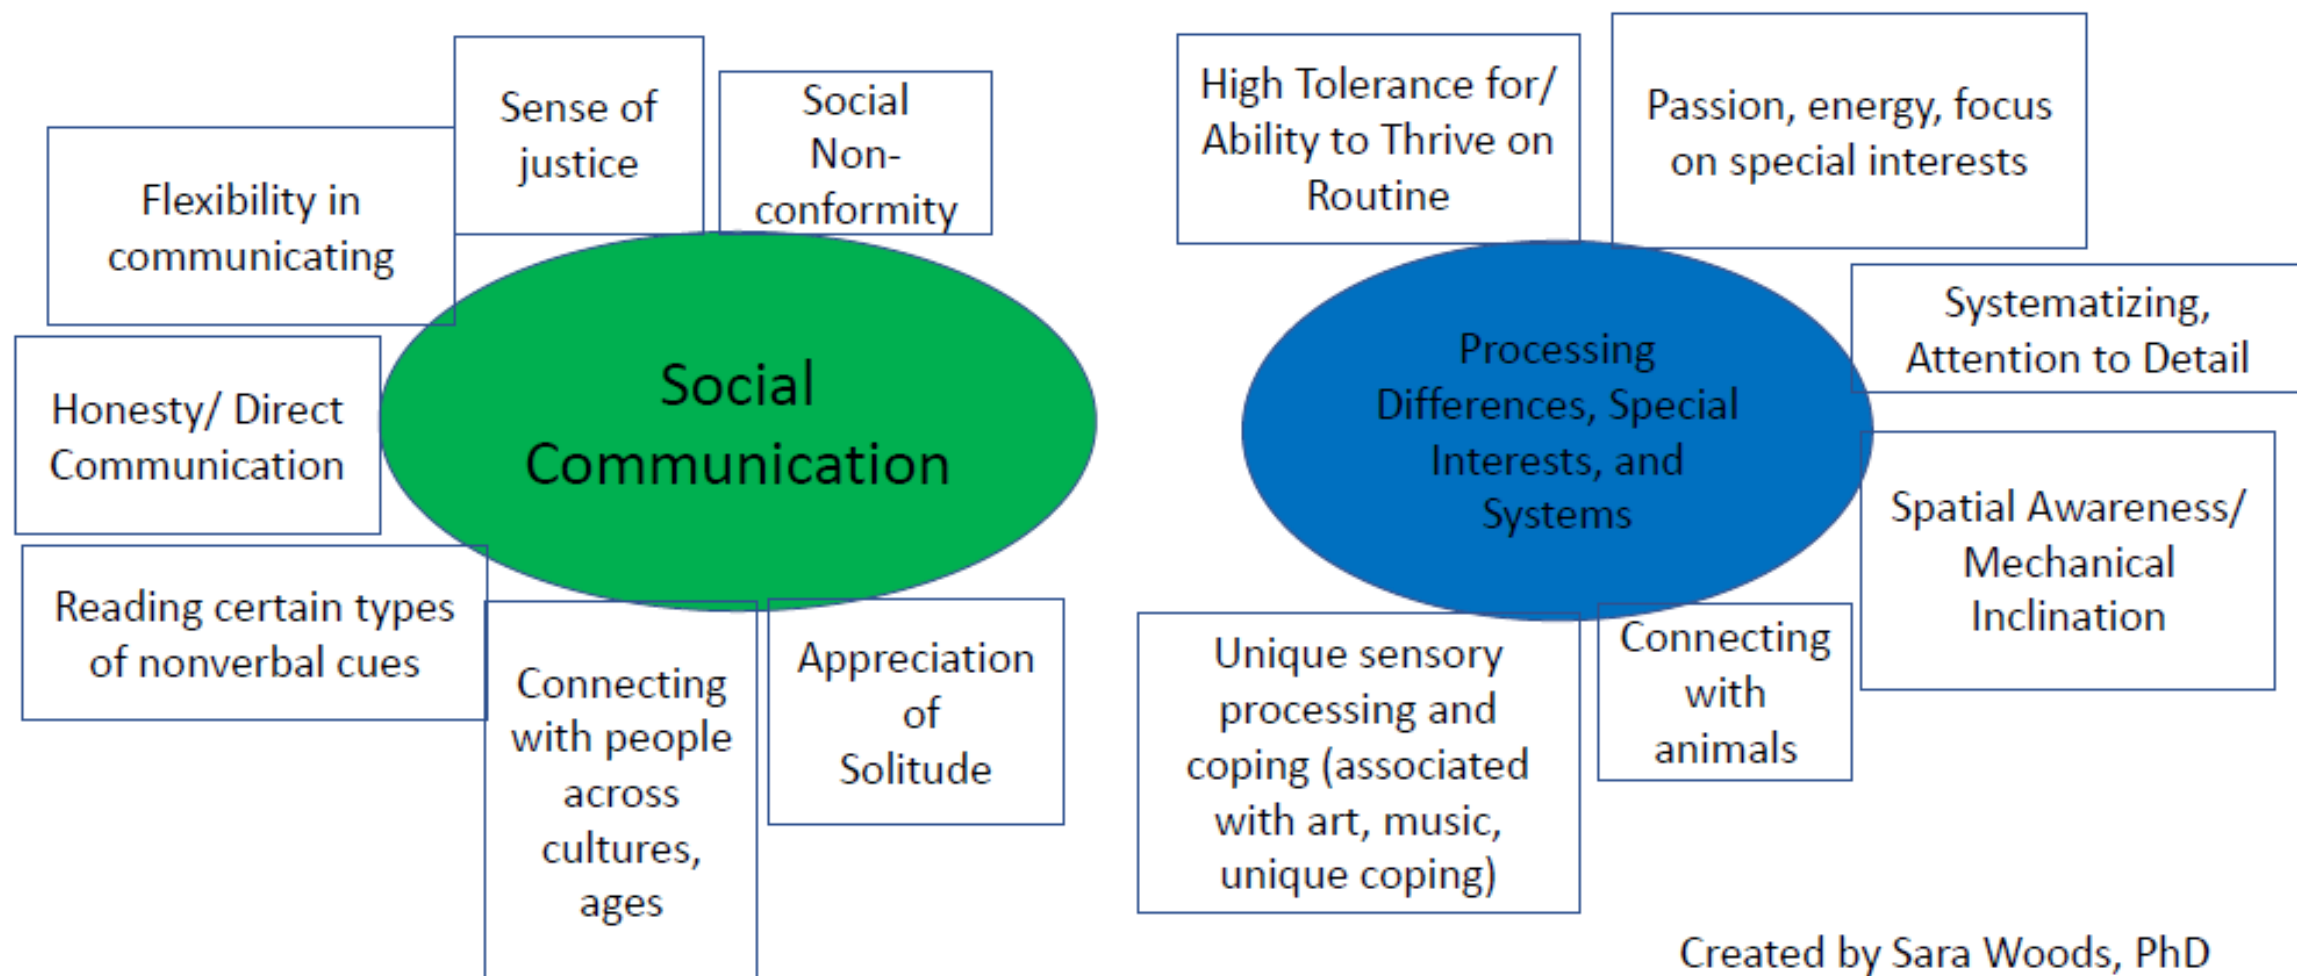 Sense of
justice
Social
Non-
conformity
Flexibility in
communicating
Honesty/ Direct
Communication
Social
Communication
Reading certain types
of nonverbal cues
Connecting
with people
across
cultures,
ages
Appreciation
of
Solitude
High Tolerance for/
Ability to Thrive on
Routine
Passion, energy, focus
on special interests
Systematizing,
Attention to Detail
Processing
Differences, Special
Interests, and
Systems
Spatial Awareness/
Mechanical
Inclination
Unique sensory
processing and
coping (associated
with art, music,
unique coping)
Connecting
with
animals
Created by Sara Woods, PhD